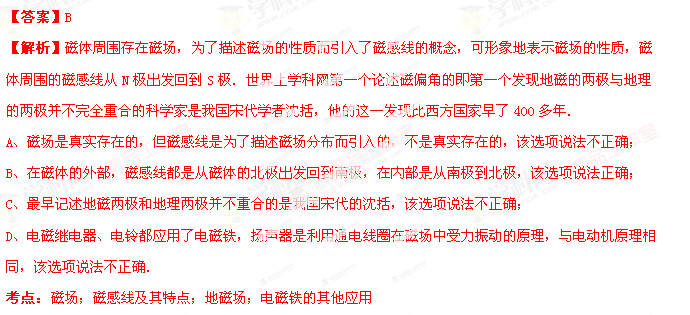 【答案】B
【解析】磁体周围存在磁场，为了描述磁场的性质而引入了磁感线的概念，可形象地表示磁场的性质，磁
体周围的磁感线从 N 极出发回到 S 极．世界上学科网第一个论述磁偏角的即第一个发现地磁的两极与地理
的两极并不完全重合的科学家是我国宋代学者沈括，他的这一发现比西方国家早了 400 多年．
A、磁场是真实存在的，但磁感线是为了描述磁场分布而引入的，不是真实存在的，该选项说法不正确；
B、在磁体的外部，磁感线都是从磁体的北极出发回到南极，在内部是从南极到北极，该选项说法正确；
C、最早记述地磁两极和地理两极并不重合的是我国宋代的沈括，该选项说法不正确；
D、电磁继电器、电铃都应用了电磁铁，扬声器是利用通电线圈在磁场中受力振动的原理，与电动机原理相
同，该选项说法不正确．
考点：磁场；磁感线及其特点；地磁场；电磁铁的其他应用